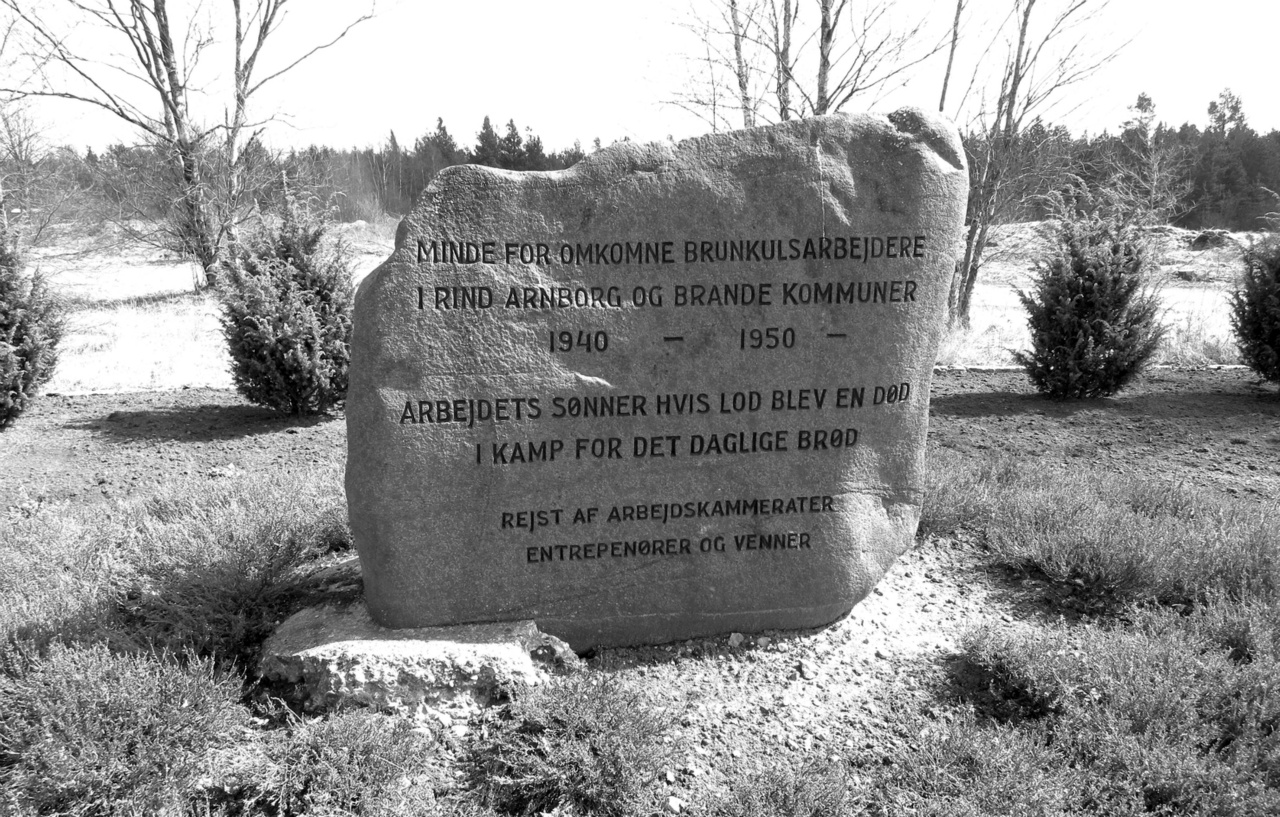 MINDE FOR OMKOMNE BRUNKULSARBEJDERE
I RIND ARNBORG OG BRANDE KOMMUNER
1940 — 1950 —
ARBEJDETS SØNNER HVIS LOD BLEV EN DØD
I KAMP FOR DET DAGLIGE BRØD
REJST AF ARBEJDSKAMMERATER
ENTREPENØRER OG VENNER